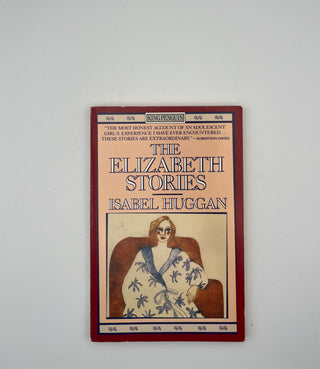 KING PENGUIN
"THE MOST HONEST ACCOUNT OF AN ADOLESCENT
GIRL'S EXPERIENCE I HAVE EVER ENCOUNTERED...
THESE STORIES ARE EXTRAORDINARY."—ROBERTSON DAVIES
THE
ELIZABETH
STORIES
ISABEL HUGGAN